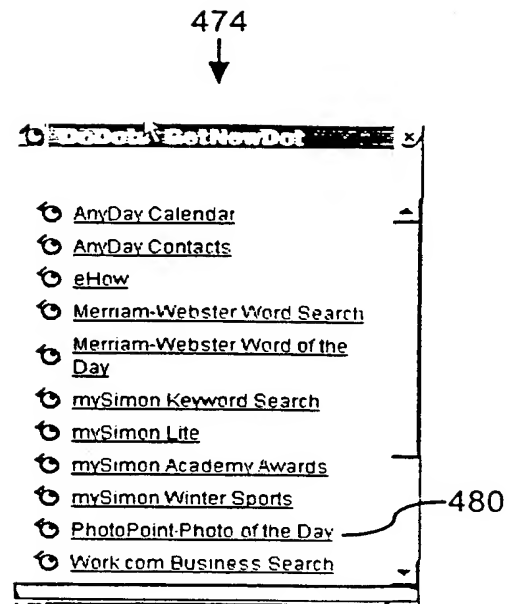 474
DoDots GetNewDot
AnyDay Calendar
AnyDay Contacts
eHow
Merriam-Webster Word Search
Merriam-Webster Word of the
Day
mySimon Keyword Search
mySimon Lite
mySimon Academy Awards
mySimon Winter Sports
PhotoPoint-Photo of the Day
480
Work.com Business Search